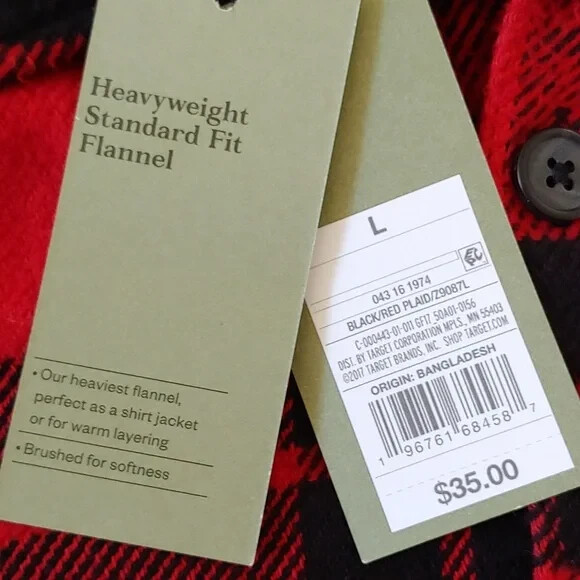 Heavyweight
Standard Fit
Flannel
• Our heaviest flannel,
perfect as a shirt jacket
or for warm layering
• Brushed for softness
L
043 16 1974
BLACK/RED PLAID/Z9087L
C-000443-01-011 GF17 50A01-0156
DIST. BY TARGET CORPORATION MPLS., MN 55403
©2017 TARGET BRANDS, INC. SHOP TARGET.COM
ORIGIN: BANGLADESH
1 96761 68458 7
$35.00